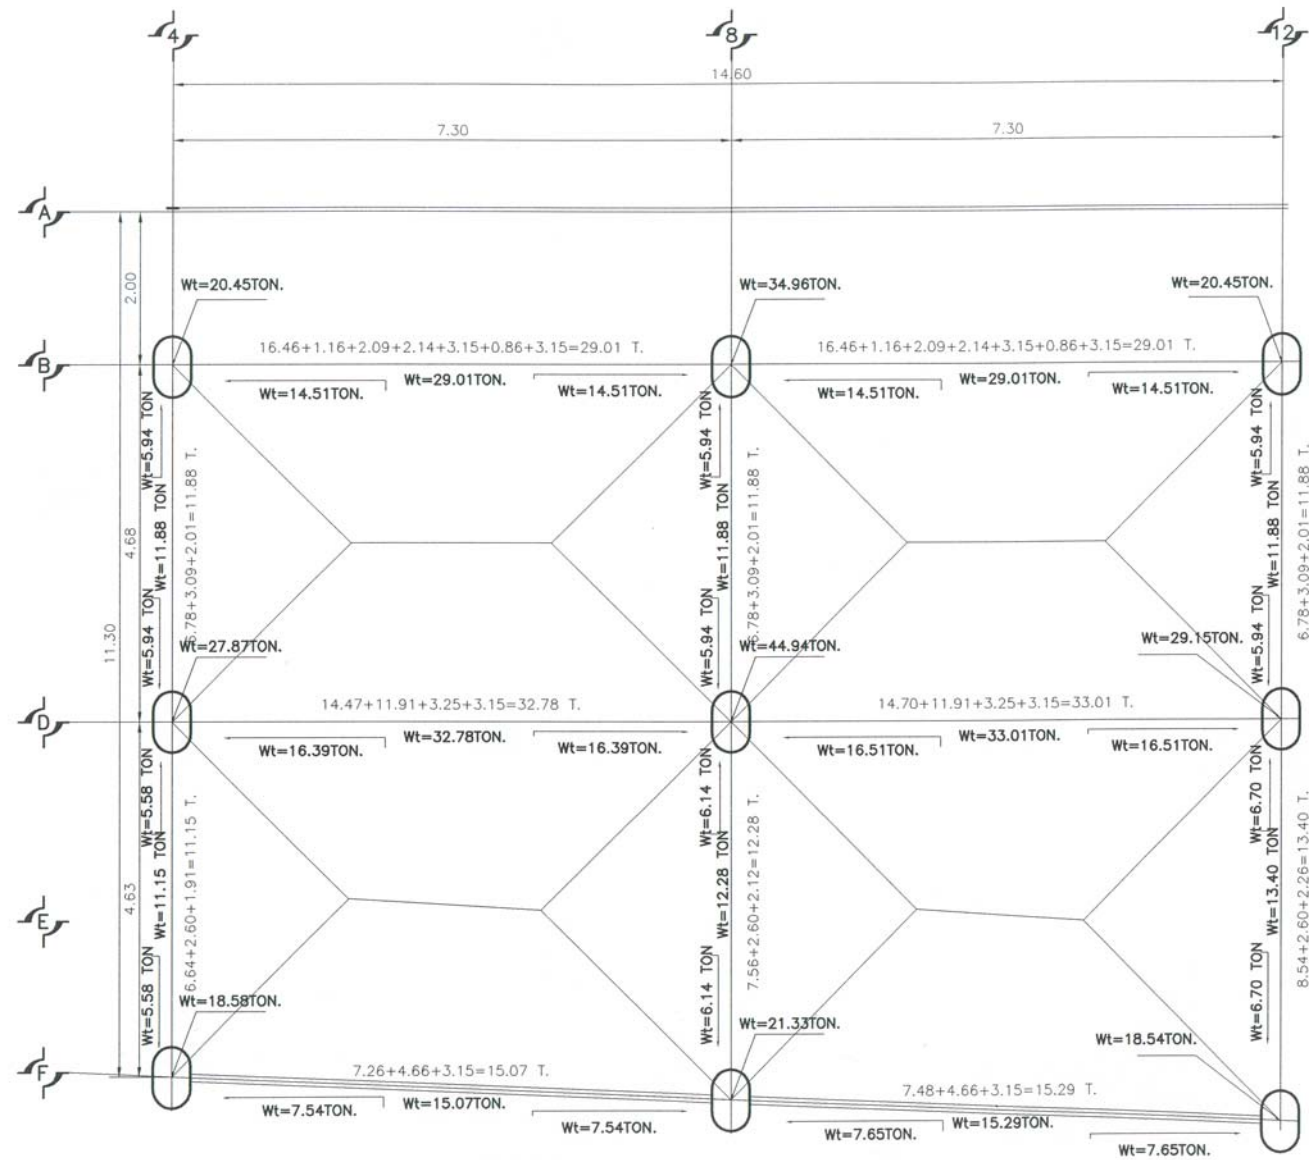 4
8
12
14.60
7.30
7.30
A
2.00
Wt=20.45TON.
Wt=34.96TON.
Wt=20.45TON.
16.46+1.16+2.09+2.14+3.15+0.86+3.15=29.01 T.
16.46+1.16+2.09+2.14+3.15+0.86+3.15=29.01 T.
B
Wt=14.51TON.
Wt=29.01TON.
Wt=14.51TON.
Wt=14.51TON.
Wt=29.01TON.
Wt=14.51TON.
11.30
4.68
Wt=5.94 TON
Wt=11.88 TON
Wt=5.94 TON
6.78+3.09+2.01=11.88 T.
Wt=5.94 TON
Wt=11.88 TON
Wt=5.94 TON
6.78+3.09+2.01=11.88 T.
Wt=5.94 TON
Wt=11.88 TON
Wt=5.94 TON
6.78+3.09+2.01=11.88 T.
Wt=27.87TON.
Wt=44.94TON.
Wt=29.15TON.
14.47+11.91+3.25+3.15=32.78 T.
14.70+11.91+3.25+3.15=33.01 T.
D
Wt=16.39TON.
Wt=32.78TON.
Wt=16.39TON.
Wt=16.51TON.
Wt=33.01TON.
Wt=16.51TON.
4.63
Wt=5.58 TON
Wt=11.15 TON
Wt=5.58 TON
6.64+2.60+1.91=11.15 T.
Wt=6.14 TON
Wt=12.28 TON
Wt=6.14 TON
7.56+2.60+2.12=12.28 T.
Wt=6.70 TON
Wt=13.40 TON
Wt=6.70 TON
8.54+2.60+2.26=13.40 T.
E
Wt=18.58TON.
Wt=21.33TON.
Wt=18.54TON.
F
7.26+4.66+3.15=15.07 T.
7.48+4.66+3.15=15.29 T.
Wt=7.54TON.
Wt=15.07TON.
Wt=7.54TON.
Wt=7.65TON.
Wt=15.29TON.
Wt=7.65TON.